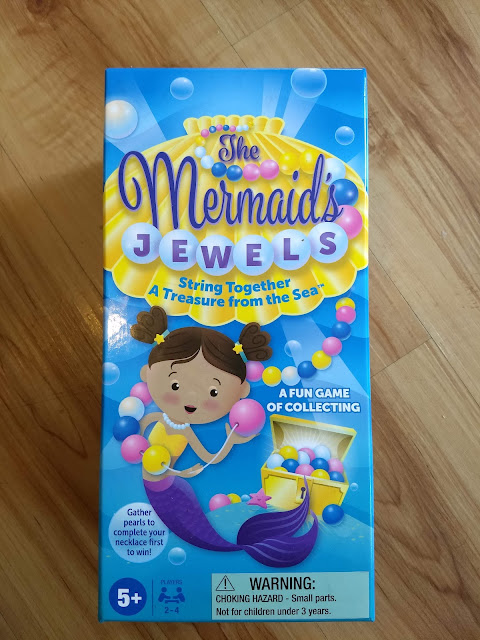 The
Mermaid's
JEWELS
String Together
A Treasure from the Sea™
A FUN GAME
OF COLLECTING
Gather
pearls to
complete your
necklace first
to win!
5+
PLAYERS
2-4
WARNING:
CHOKING HAZARD - Small parts.
Not for children under 3 years.